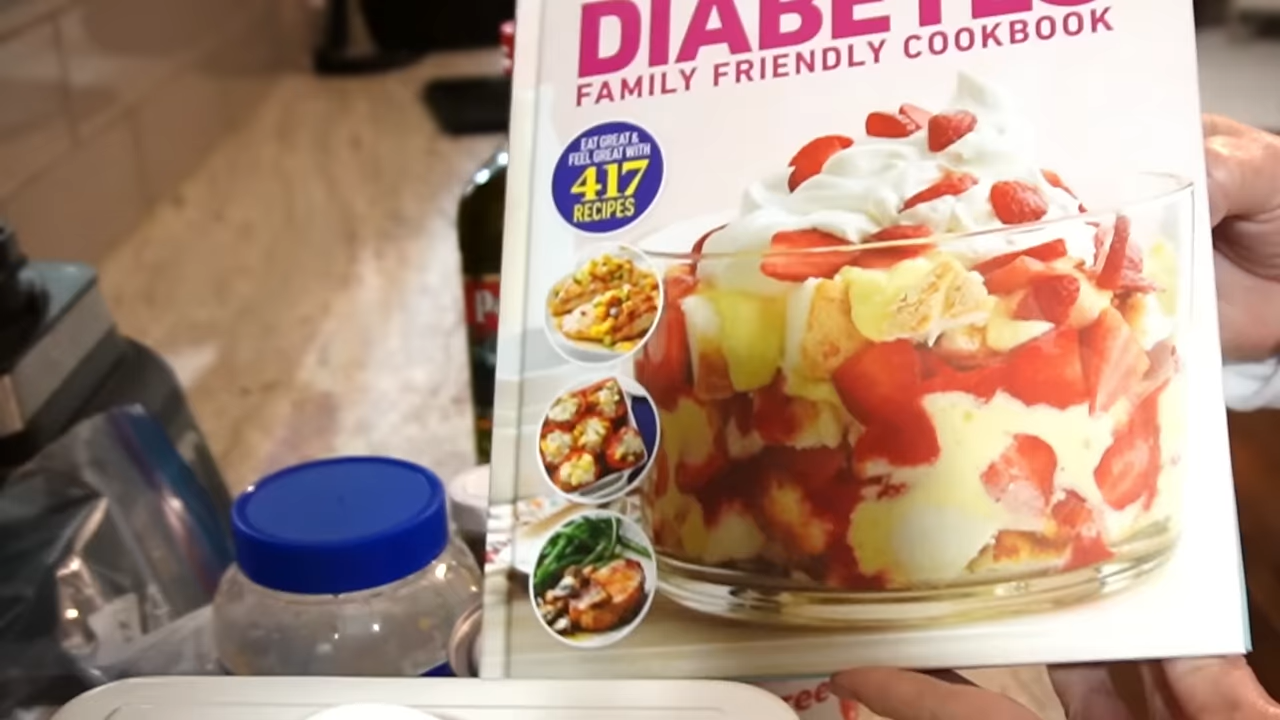 DIABETES
FAMILY FRIENDLY COOKBOOK
EAT GREAT &
FEEL GREAT WITH
417
RECIPES